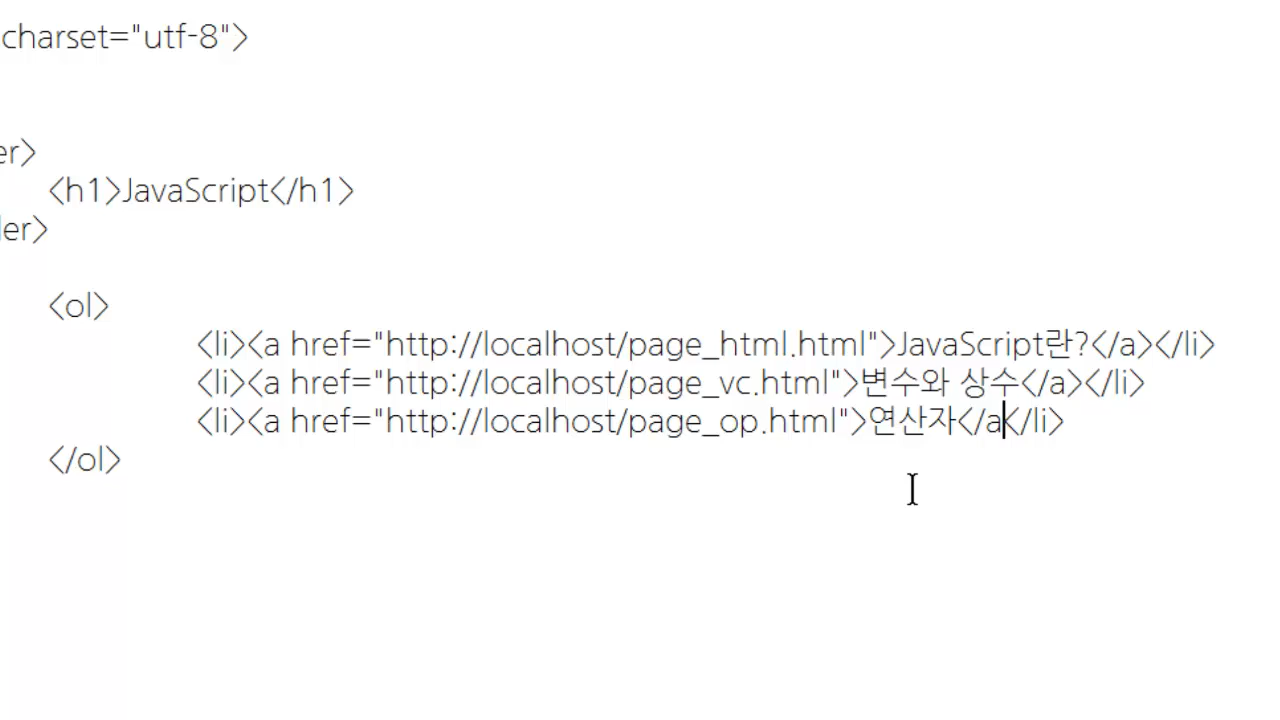 charset="utf-8">
er>
<h1>JavaScript</h1>
der>
<ol>
<li><a href="http://localhost/page_html.html">JavaScript란?</a></li>
<li><a href="http://localhost/page_vc.html">변수와 상수</a></li>
<li><a href="http://localhost/page_op.html">연산자</a</li>
</ol>